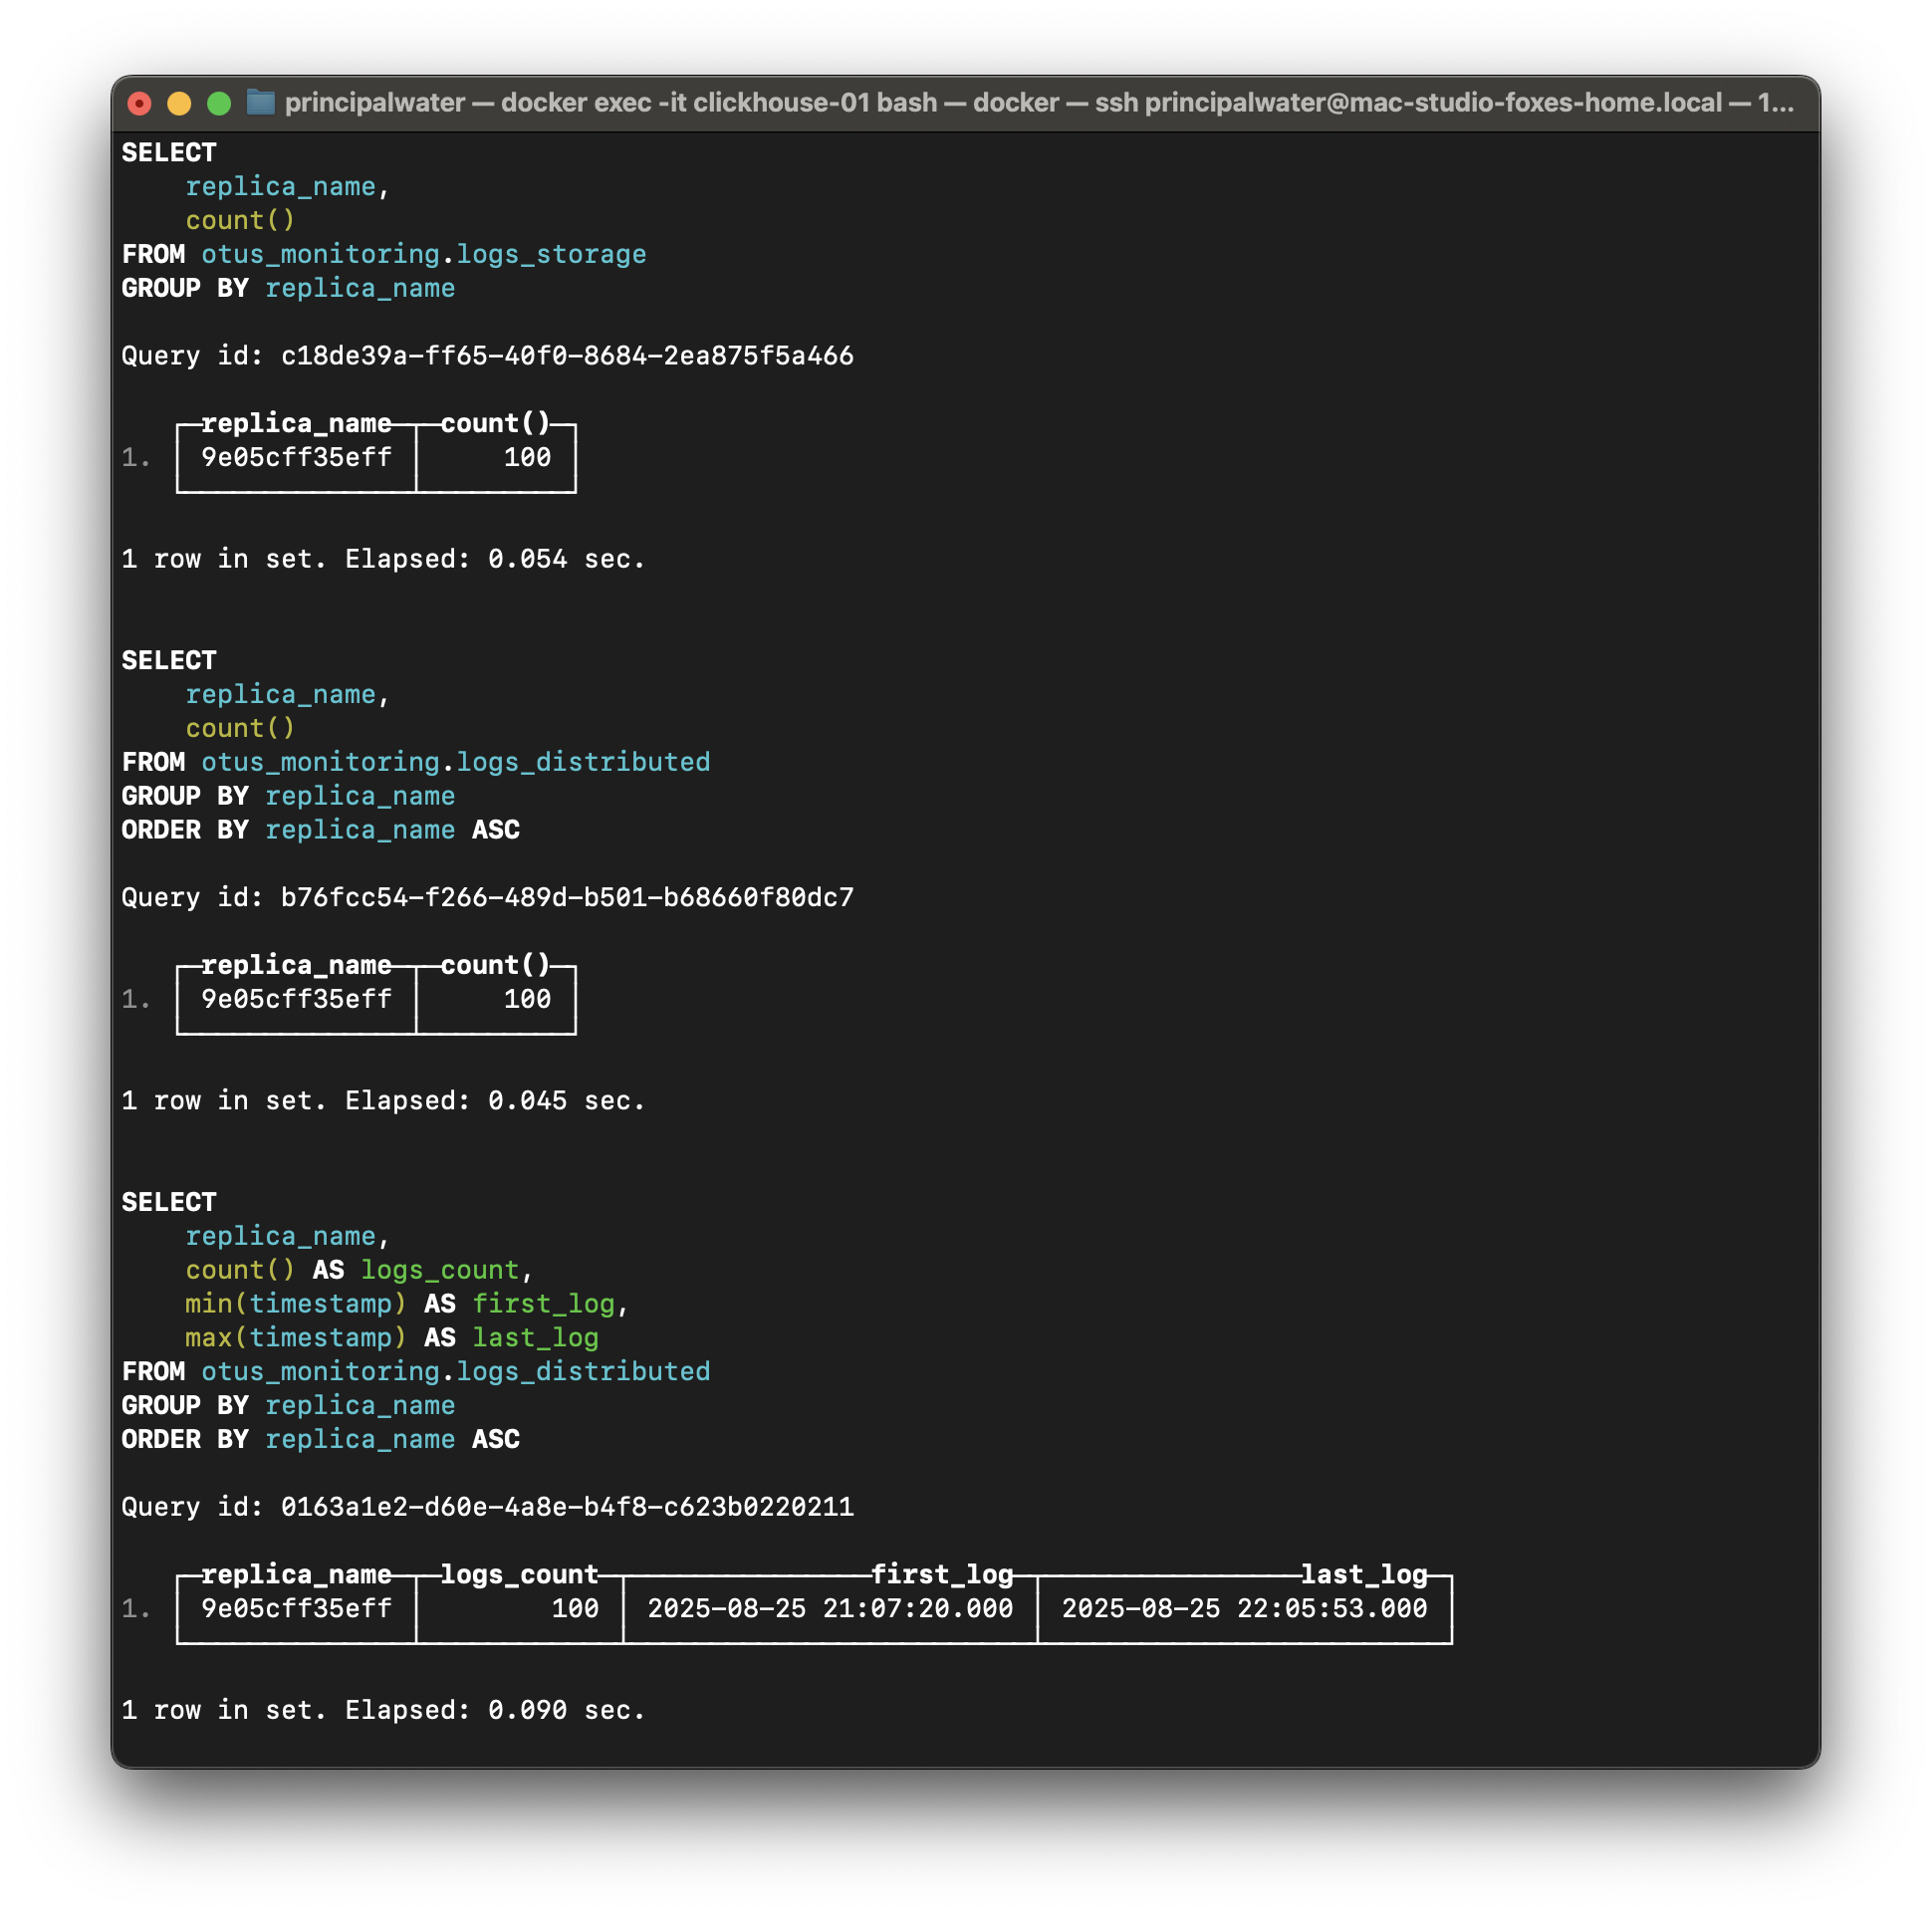 principalwater — docker exec -it clickhouse-01 bash — docker — ssh principalwater@mac-studio-foxes-home.local — 1...
SELECT
    replica_name,
    count()
FROM otus_monitoring.logs_storage
GROUP BY replica_name
Query id: c18de39a-ff65-40f0-8684-2ea875f5a466
replica_name count()
1. 9e05cff35eff 100
1 row in set. Elapsed: 0.054 sec.
SELECT
    replica_name,
    count()
FROM otus_monitoring.logs_distributed
GROUP BY replica_name
ORDER BY replica_name ASC
Query id: b76fcc54-f266-489d-b501-b68660f80dc7
replica_name count()
1. 9e05cff35eff 100
1 row in set. Elapsed: 0.045 sec.
SELECT
    replica_name,
    count() AS logs_count,
    min(timestamp) AS first_log,
    max(timestamp) AS last_log
FROM otus_monitoring.logs_distributed
GROUP BY replica_name
ORDER BY replica_name ASC
Query id: 0163a1e2-d60e-4a8e-b4f8-c623b0220211
replica_name logs_count first_log last_log
1. 9e05cff35eff 100 2025-08-25 21:07:20.000 2025-08-25 22:05:53.000
1 row in set. Elapsed: 0.090 sec.